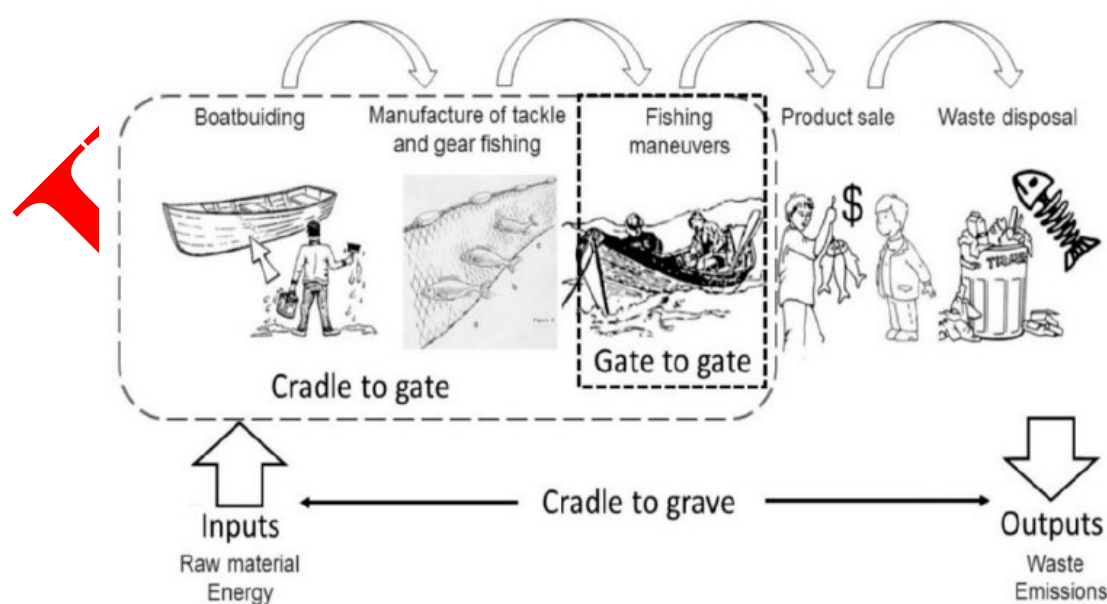 Boatbuiding
Manufacture of tackle
and gear fishing
Fishing
maneuvers
Product sale
Waste disposal
$
TRASH
Cradle to gate
Gate to gate
Cradle to grave
Inputs
Raw material
Energy
Outputs
Waste
Emissions